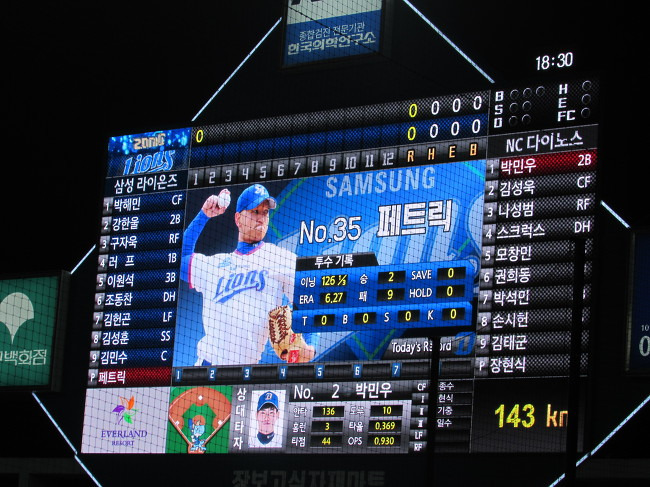 종합검진 전문기관
한국의학연구소
18:30
B H
S E
O FC
0 0 0 0 0
0 0 0 0
1 2 3 4 5 6 7 8 9 10 11 12 R H E B
Lions
삼성 라이온즈
1 박해민 CF
2 강한울 2B
3 구자욱 RF
4 러 프 1B
5 이원석 3B
6 조동찬 DH
7 김헌곤 LF
8 김성훈 SS
9 김민수 C
P 페트릭
SAMSUNG
No.35 페트릭
Lions
투수 기록
이닝 126 ⅓ 승 2 SAVE 0
ERA 6.27 패 9 HOLD 0
T 0 B 0 S 0 K 0
Today's Record
1 2 3 4 5 6 7
NC 다이노스
1 박민우 2B
2 김성욱 CF
3 나성범 RF
4 스크럭스 DH
5 모창민
6 권희동
7 박석민
8 손시헌
9 김태군
P 장현식
백화점
EVERLAND
RESORT
상대타자
No. 2 박민우
안타 136 도루 10
홈런 3 타율 0.369
타점 44 OPS 0.930
CF 종수
현식
기중
LF 일수
RF
143 km